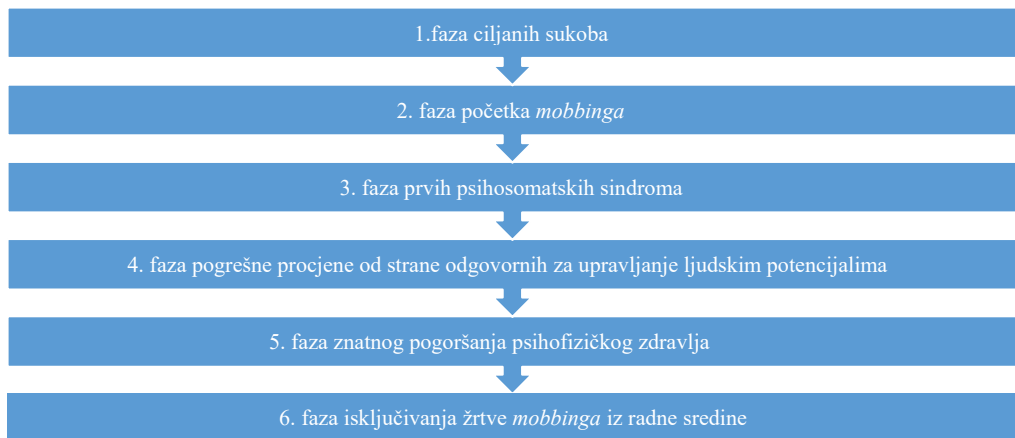 1.faza ciljanih sukoba
2. faza početka mobbinga
3. faza prvih psihosomatskih sindroma
4. faza pogrešne procjene od strane odgovornih za upravljanje ljudskim potencijalima
5. faza znatnog pogoršanja psihofizičkog zdravlja
6. faza isključivanja žrtve mobbinga iz radne sredine